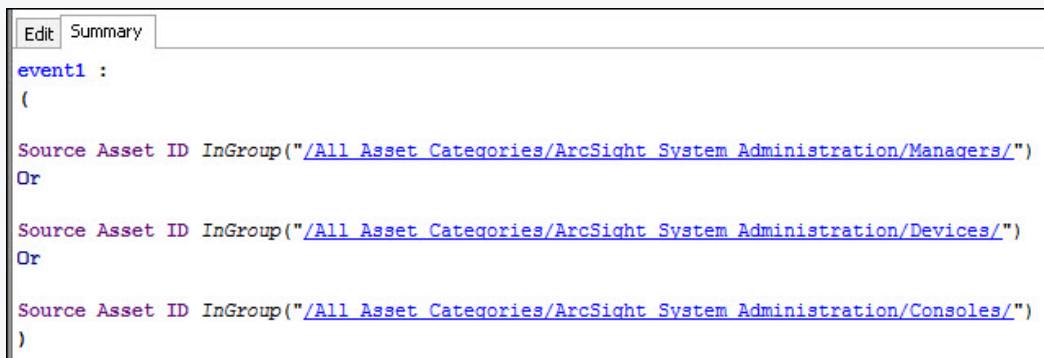 Edit Summary
event1 :
(
Source Asset ID InGroup("/All Asset Categories/ArcSight System Administration/Managers/")
Or
Source Asset ID InGroup("/All Asset Categories/ArcSight System Administration/Devices/")
Or
Source Asset ID InGroup("/All Asset Categories/ArcSight System Administration/Consoles/")
)